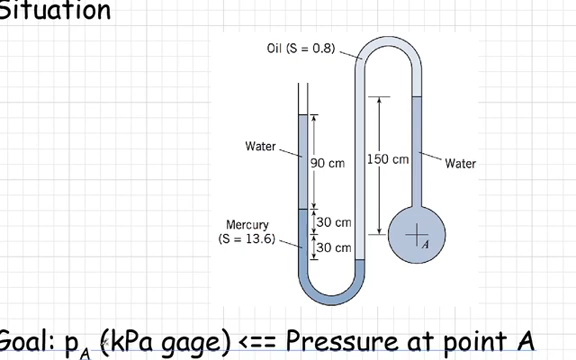 Situation
Oil (S = 0.8)
Water
90 cm
150 cm
Water
Mercury
(S = 13.6)
30 cm
30 cm
A
Goal: pA (kPa gage) <== Pressure at point A